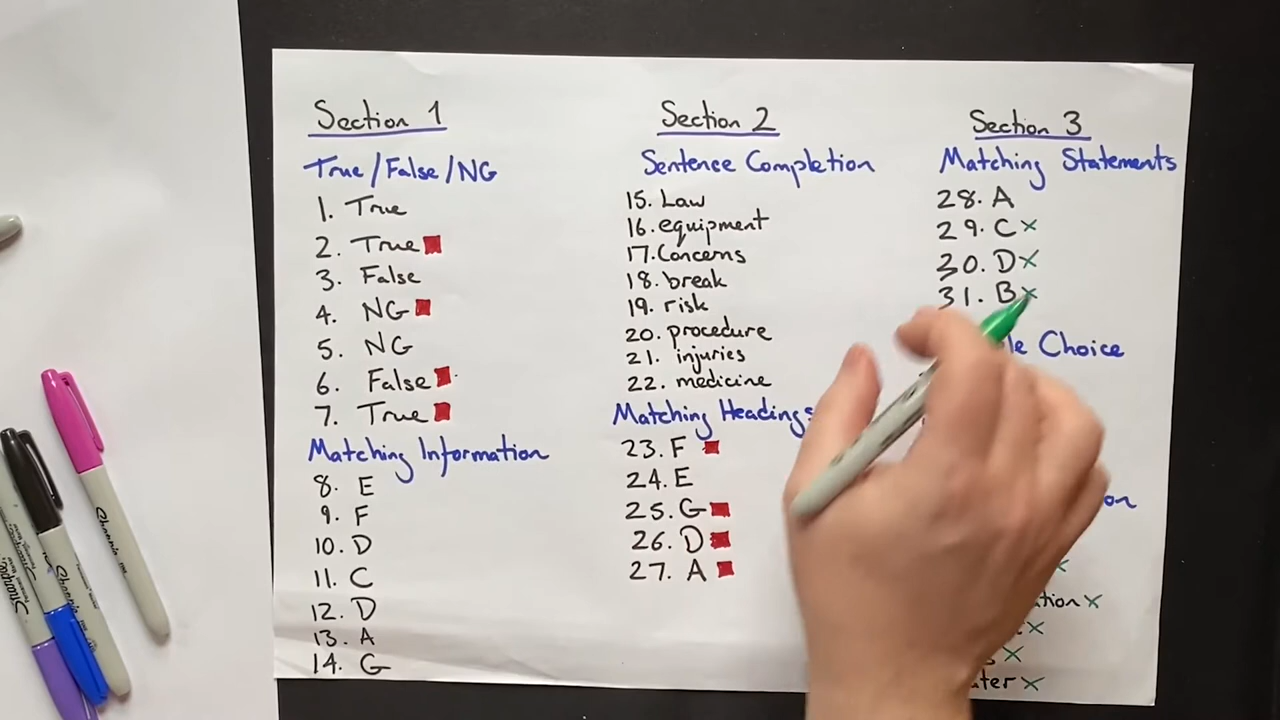 Section 1
True/False/NG
1. True
2. True
3. False
4. NG
5. NG
6. False
7. True
Matching Information
8. E
9. F
10. D
11. C
12. D
13. A
14. G
Section 2
Sentence Completion
15. Law
16. equipment
17. Concerns
18. break
19. risk
20. procedure
21. injuries
22. medicine
Matching Headings
23. F
24. E
25. G
26. D
27. A
Section 3
Matching Statements
28. A
29. C X
30. D X
31. B X
Choice
X
X
X
X
X
Sharpie